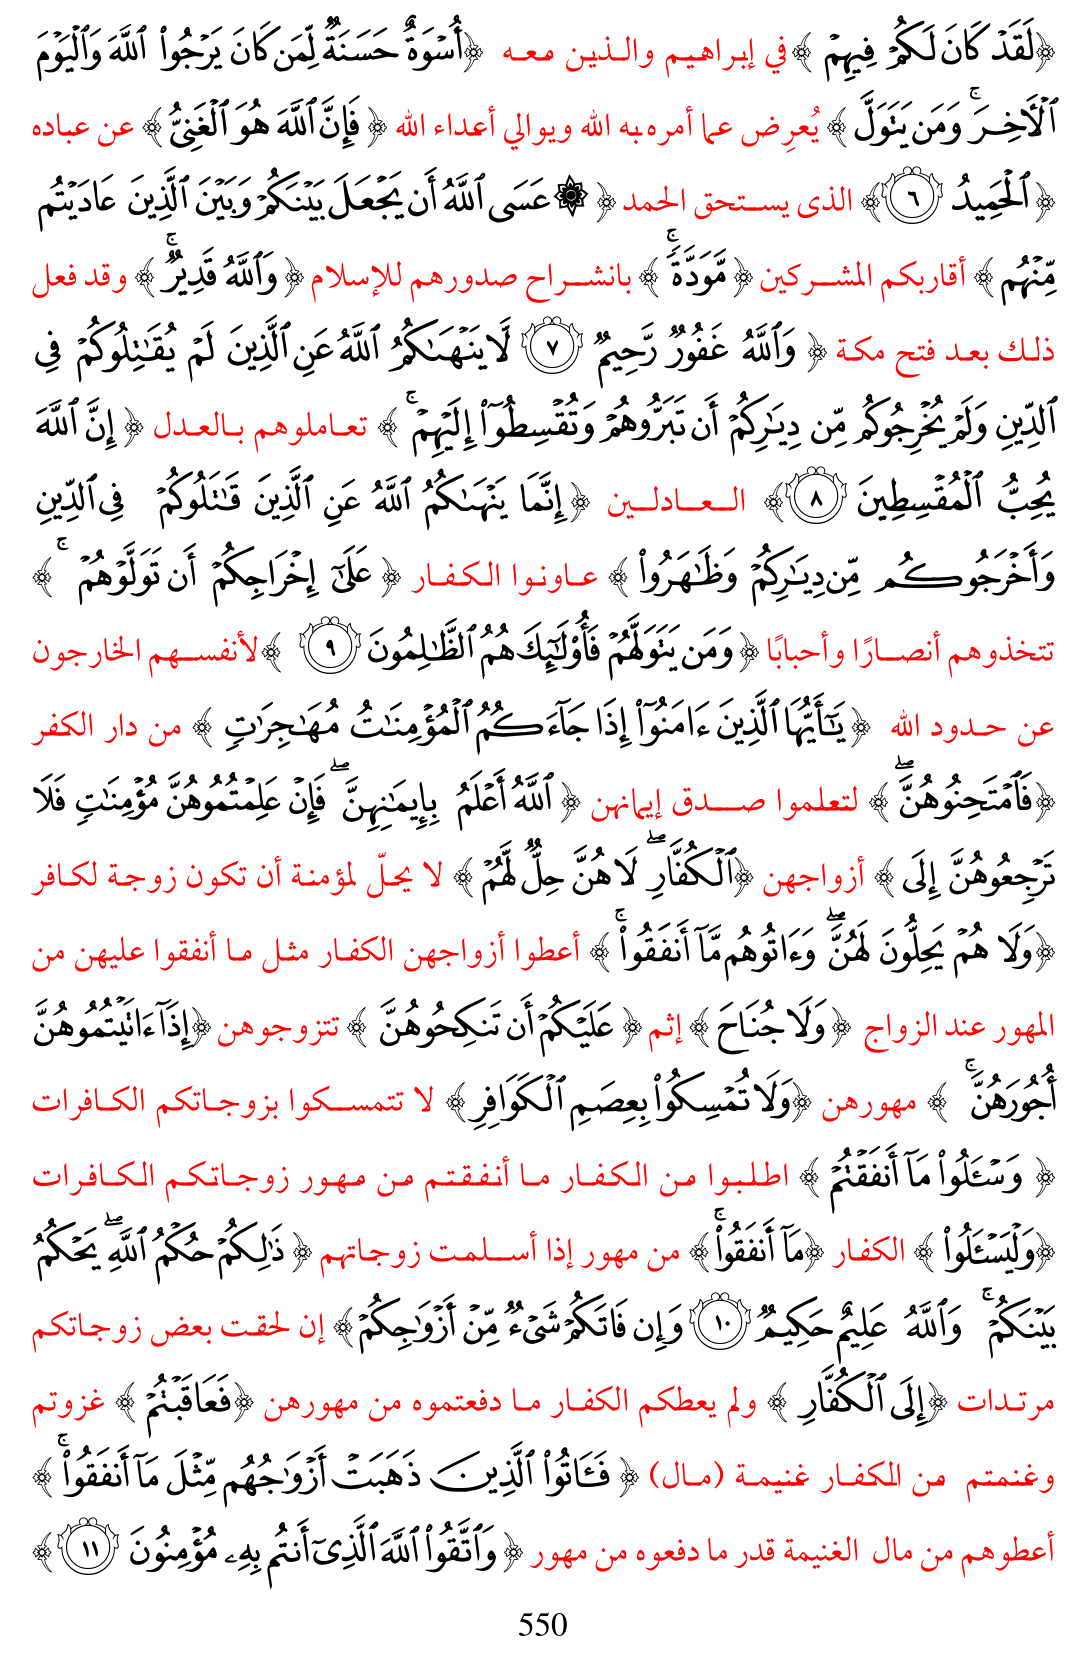 ﴿لَقَدۡ كَانَ لَكُمۡ فِيهِمۡ ﴾ في إبراهيم والذين معه ﴿أُسۡوَةٌ حَسَنَةٞ لِّمَن كَانَ يَرۡجُواْ ٱللَّهَ وَٱلۡيَوۡمَ
ٱلۡأٓخِرَۚ وَمَن يَتَوَلَّ﴾ يُعرِض عما أمره به الله ويوالي أعداء الله ﴿ فَإِنَّ ٱللَّهَ هُوَ ٱلۡغَنِيُّ ﴾ عن عباده
﴿ ٱلۡحَمِيدُ ٦﴾ الذى يستحق الحمد ﴿ ۞عَسَى ٱللَّهُ أَن يَجۡعَلَ بَيۡنَكُمۡ وَبَيۡنَ ٱلَّذِينَ عَادَيۡتُم
مِّنۡهُم ﴾ أقاربكم المشركين ﴿ مَّوَدَّةٗۚ ﴾ بانشراح صدورهم للإسلام ﴿ وَٱللَّهُ قَدِيرٞۚ ﴾ وقد فعل
ذلك بعد فتح مكة ﴿ وَٱللَّهُ غَفُورٞ رَّحِيمٞ ٧ لَّا يَنۡهَىٰكُمُ ٱللَّهُ عَنِ ٱلَّذِينَ لَمۡ يُقَٰتِلُوكُمۡ فِي
ٱلدِّينِ وَلَمۡ يُخۡرِجُوكُم مِّن دِيَٰرِكُمۡ أَن تَبَرُّوهُمۡ وَتُقۡسِطُوٓاْ إِلَيۡهِمۡۚ ﴾ تعاملوهم بالعدل ﴿ إِنَّ ٱللَّهَ
يُحِبُّ ٱلۡمُقۡسِطِينَ ٨﴾ العادلين ﴿ إِنَّمَا يَنۡهَىٰكُمُ ٱللَّهُ عَنِ ٱلَّذِينَ قَٰتَلُوكُمۡ فِي ٱلدِّينِ
وَأَخۡرَجُوكُم مِّن دِيَٰرِكُمۡ وَظَٰهَرُواْ ﴾ عاونوا الكفار ﴿ عَلَىٰٓ إِخۡرَاجِكُمۡ أَن تَوَلَّوۡهُمۡۚ ﴾
تتخذوهم أنصارًا وأحبابًا ﴿ وَمَن يَتَوَلَّهُمۡ فَأُوْلَٰٓئِكَ هُمُ ٱلظَّٰلِمُونَ ٩ ﴾ لأنفسهم الخارجون
عن حدود الله ﴿ يَٰٓأَيُّهَا ٱلَّذِينَ ءَامَنُوٓاْ إِذَا جَآءَكُمُ ٱلۡمُؤۡمِنَٰتُ مُهَٰجِرَٰتٖ ﴾ من دار الكفر
﴿فَٱمۡتَحِنُوهُنَّۖ ﴾ لتعلموا صدق إيمانهن ﴿ ٱللَّهُ أَعۡلَمُ بِإِيمَٰنِهِنَّۖ فَإِنۡ عَلِمۡتُمُوهُنَّ مُؤۡمِنَٰتٖ فَلَا
تَرۡجِعُوهُنَّ إِلَى ﴾ أزواجهن ﴿ٱلۡكُفَّارِۖ لَا هُنَّ حِلّٞ لَّهُمۡ ﴾ لا يحلّ لمؤمنة أن تكون زوجة لكافر
﴿وَلَا هُمۡ يَحِلُّونَ لَهُنَّۖ وَءَاتُوهُم مَّآ أَنفَقُواْۚ ﴾ أعطوا أزواجهن الكفار مثل ما أنفقوا عليهن من
المهور عند الزواج ﴿ وَلَا جُنَاحَ ﴾ إثم ﴿ عَلَيۡكُمۡ أَن تَنكِحُوهُنَّ ﴾ تتزوجوهن ﴿إِذَآ ءَاتَيۡتُمُوهُنَّ
أُجُورَهُنَّۚ ﴾ مهورهن ﴿وَلَا تُمۡسِكُواْ بِعِصَمِ ٱلۡكَوَافِرِ ﴾ لا تتمسكوا بزوجاتكم الكافرات
﴿ وَسۡـَٔلُواْ مَآ أَنفَقۡتُمۡ ﴾ اطلبوا من الكفار ما أنفقتم من مهور زوجاتكم الكافرات
﴿وَلۡيَسۡـَٔلُواْ ﴾ الكفار ﴿مَآ أَنفَقُواْۚ﴾ من مهور إذا أسلمت زوجاتهم ﴿ ذَٰلِكُمۡ حُكۡمُ ٱللَّهِۖ يَحۡكُمُ
بَيۡنَكُمۡۚ وَٱللَّهُ عَلِيمٌ حَكِيمٞ ١٠ وَإِن فَاتَكُمۡ شَيۡءٞ مِّنۡ أَزۡوَٰجِكُمۡ﴾ إن لحقت بعض زوجاتكم
مرتدات ﴿إِلَى ٱلۡكُفَّارِ ﴾ ولم يعطكم الكفار ما دفعتموه من مهورهن ﴿فَعَاقَبۡتُمۡ ﴾ غزوتم
وغنمتم من الكفار غنيمة (مال) ﴿ فَـَٔاتُواْ ٱلَّذِينَ ذَهَبَتۡ أَزۡوَٰجُهُم مِّثۡلَ مَآ أَنفَقُواْۚ ﴾
أعطوهم من مال الغنيمة قدر ما دفعوه من مهور ﴿ وَٱتَّقُواْ ٱللَّهَ ٱلَّذِيٓ أَنتُم بِهِۦ مُؤۡمِنُونَ ١١ ﴾
550